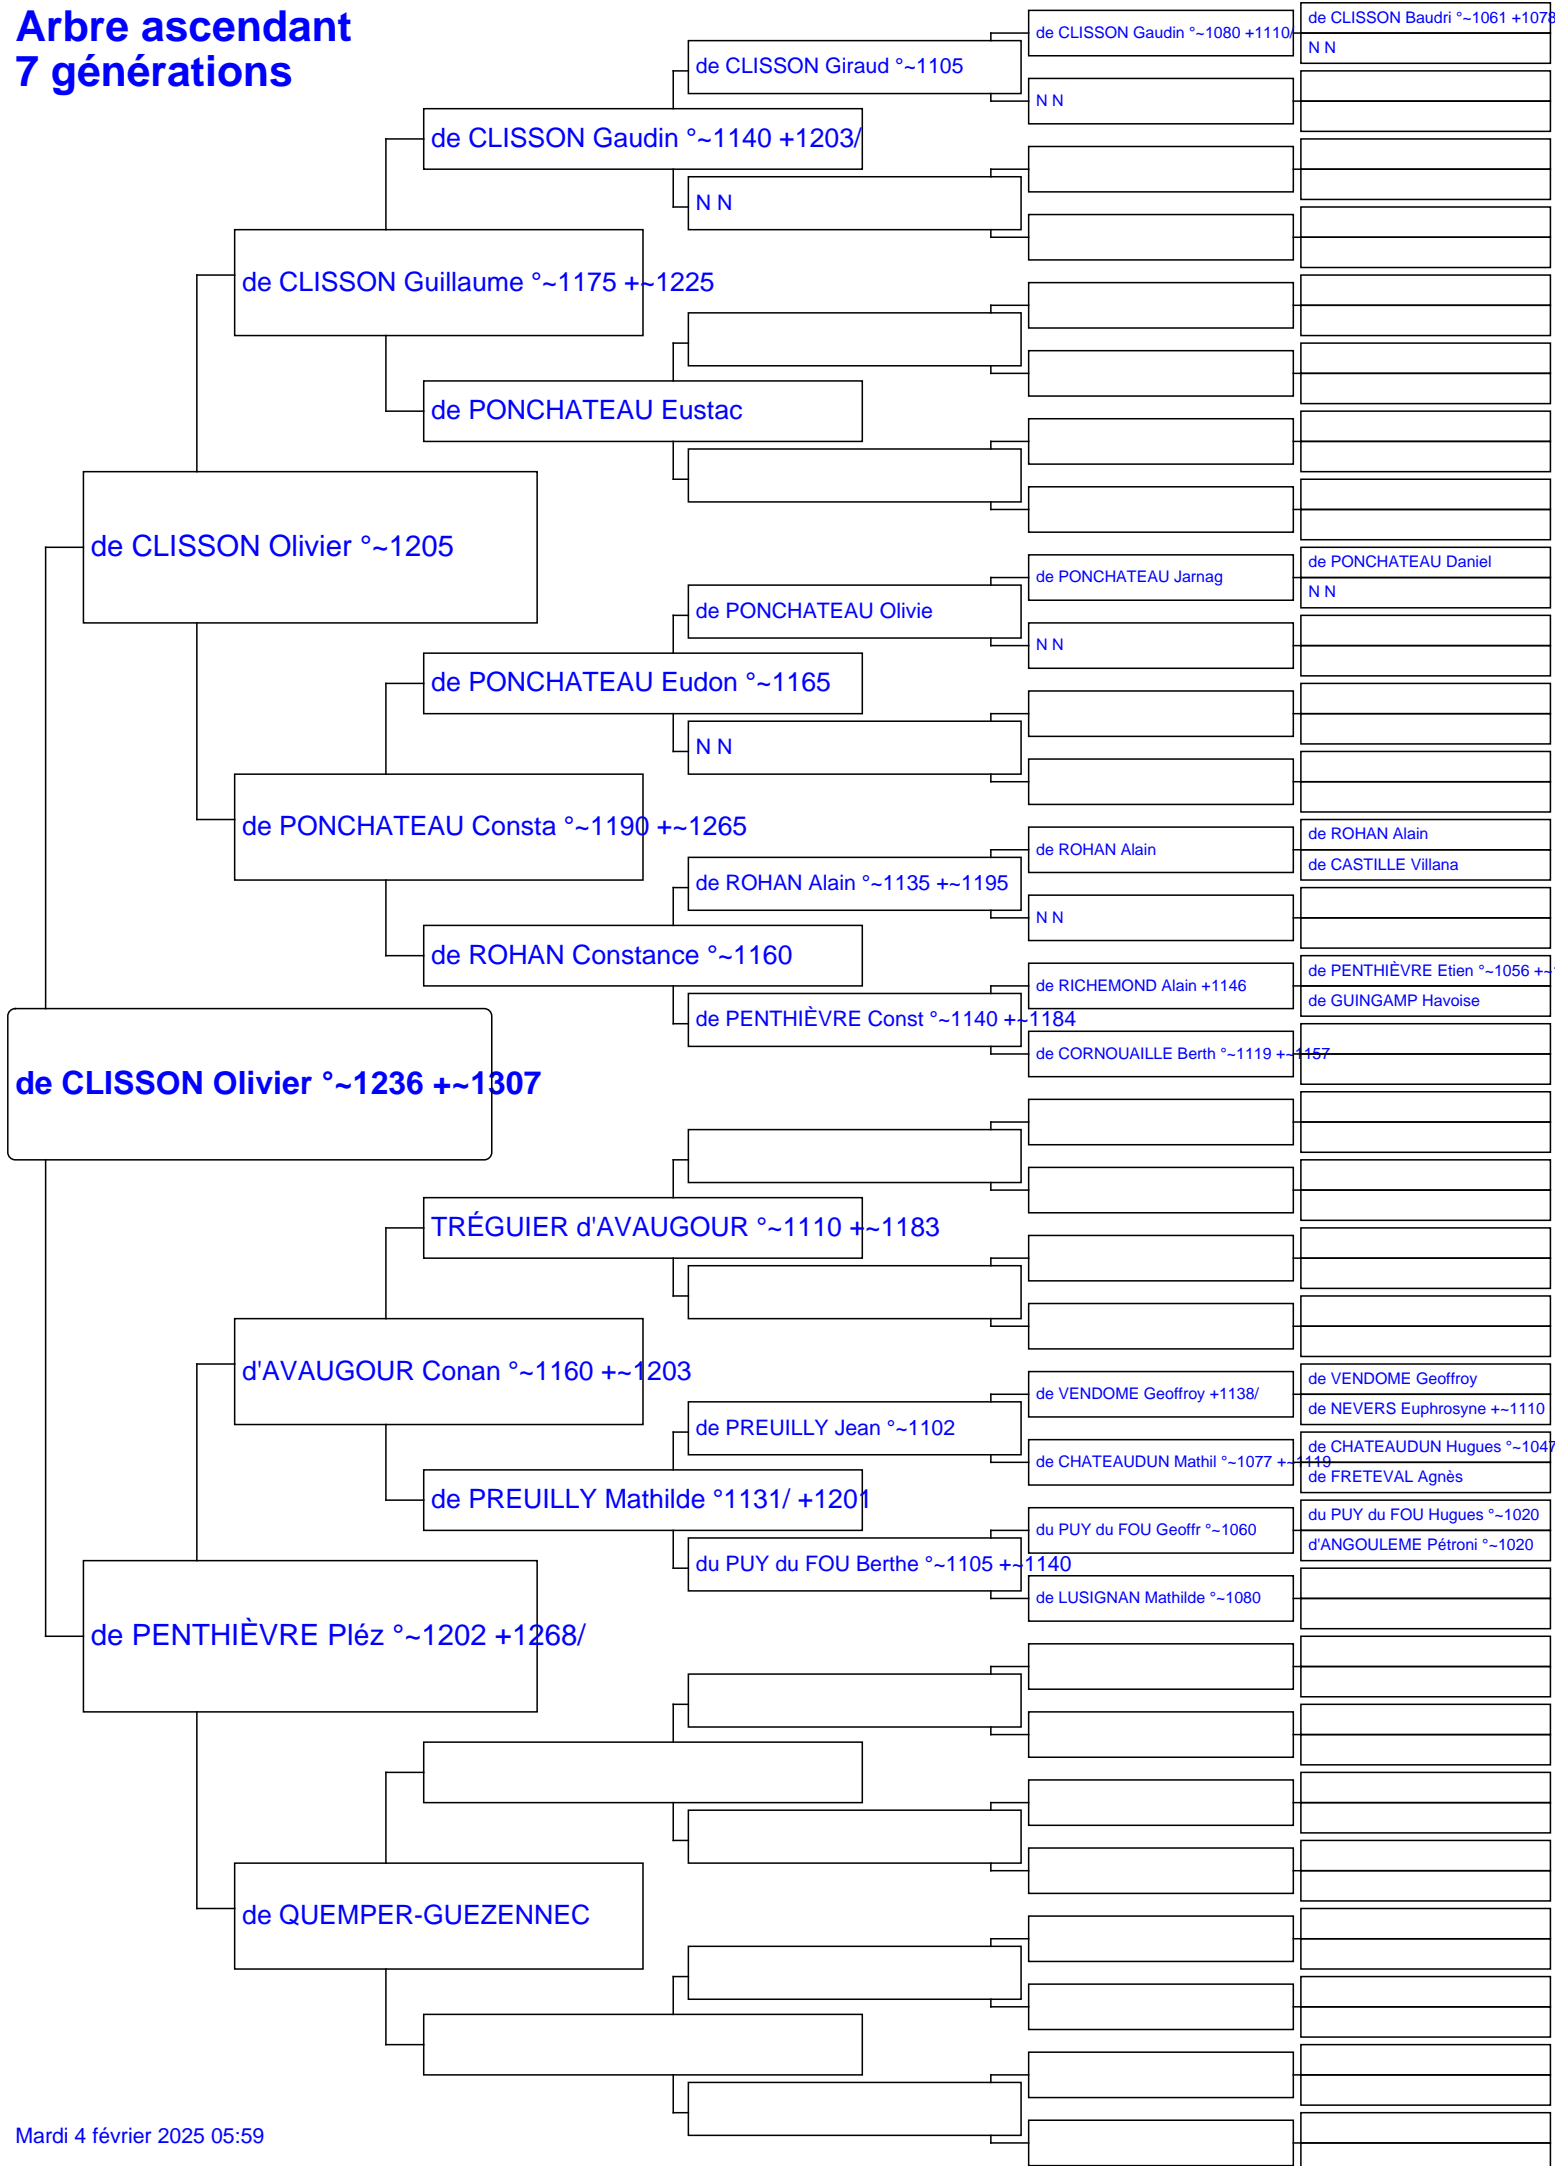 Arbre ascendant
7 générations
de CLISSON Gaudin °~1080 +1110/
de CLISSON Baudri °~1061 +1078
N N
de CLISSON Giraud °~1105
N N
de CLISSON Gaudin °~1140 +1203/
N N
de CLISSON Guillaume °~1175 +~1225
de PONCHATEAU Eustac
de CLISSON Olivier °~1205
de PONCHATEAU Jarnag
de PONCHATEAU Daniel
N N
de PONCHATEAU Olivie
N N
de PONCHATEAU Eudon °~1165
N N
de PONCHATEAU Consta °~1190 +~1265
de ROHAN Alain
de ROHAN Alain
de CASTILLE Villana
de ROHAN Alain °~1135 +~1195
N N
de ROHAN Constance °~1160
de RICHEMOND Alain +1146
de PENTHIÈVRE Etien °~1056 +~
de GUINGAMP Havoise
de PENTHIÈVRE Const °~1140 +~1184
de CORNOUAILLE Berth °~1119 +~1157
de CLISSON Olivier °~1236 +~1307
TRÉGUIER d'AVAUGOUR °~1110 +~1183
d'AVAUGOUR Conan °~1160 +~1203
de VENDOME Geoffroy +1138/
de VENDOME Geoffroy
de NEVERS Euphrosyne +~1110
de PREUILLY Jean °~1102
de CHATEAUDUN Mathil °~1077 +~1119
de CHATEAUDUN Hugues °~1047
de FRETEVAL Agnès
de PREUILLY Mathilde °1131/ +1201
du PUY du FOU Geoffr °~1060
du PUY du FOU Hugues °~1020
d'ANGOULEME Pétroni °~1020
du PUY du FOU Berthe °~1105 +~1140
de LUSIGNAN Mathilde °~1080
de PENTHIÈVRE Pléz °~1202 +1268/
de QUEMPER-GUEZENNEC
Mardi 4 février 2025 05:59